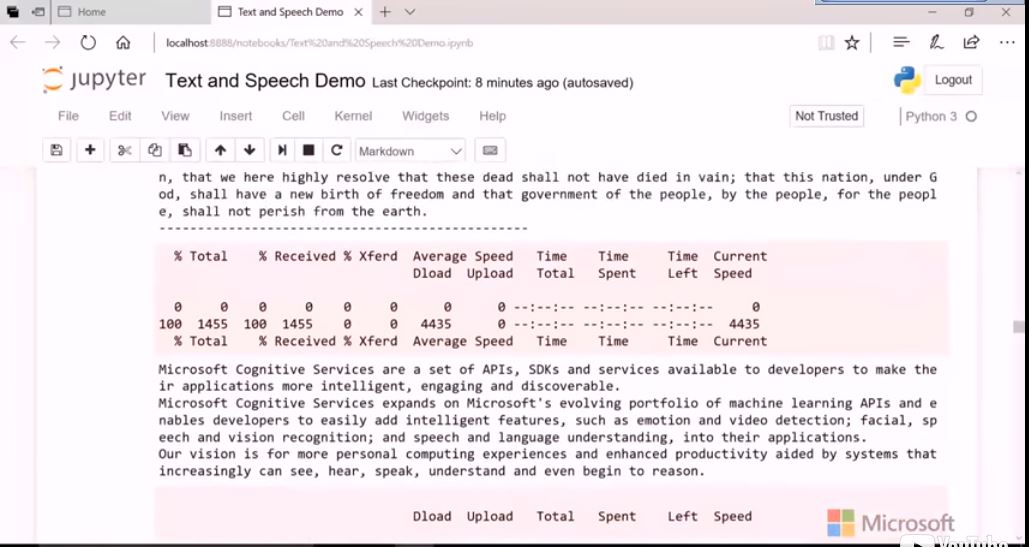 Home
Text and Speech Demo
localhost:8888/notebooks/Text%20and%20Speech%20Demo.ipynb
jupyter Text and Speech Demo Last Checkpoint: 8 minutes ago (autosaved)
Logout
File Edit View Insert Cell Kernel Widgets Help
Not Trusted
Python 3
Markdown
n, that we here highly resolve that these dead shall not have died in vain; that this nation, under G
od, shall have a new birth of freedom and that government of the people, by the people, for the peopl
e, shall not perish from the earth.
------------------------------------------------
% Total % Received % Xferd Average Speed Time Time Time Current
Dload Upload Total Spent Left Speed
0 0 0 0 0 0 0 0 --:--:-- --:--:-- --:--:-- 0
100 1455 100 1455 0 0 4435 0 --:--:-- --:--:-- --:--:-- 4435
% Total % Received % Xferd Average Speed Time Time Time Current
Microsoft Cognitive Services are a set of APIs, SDKs and services available to developers to make the
ir applications more intelligent, engaging and discoverable.
Microsoft Cognitive Services expands on Microsoft's evolving portfolio of machine learning APIs and e
nables developers to easily add intelligent features, such as emotion and video detection; facial, sp
eech and vision recognition; and speech and language understanding, into their applications.
Our vision is for more personal computing experiences and enhanced productivity aided by systems that
increasingly can see, hear, speak, understand and even begin to reason.
Dload Upload Total Spent Left Speed
Microsoft
YouTube